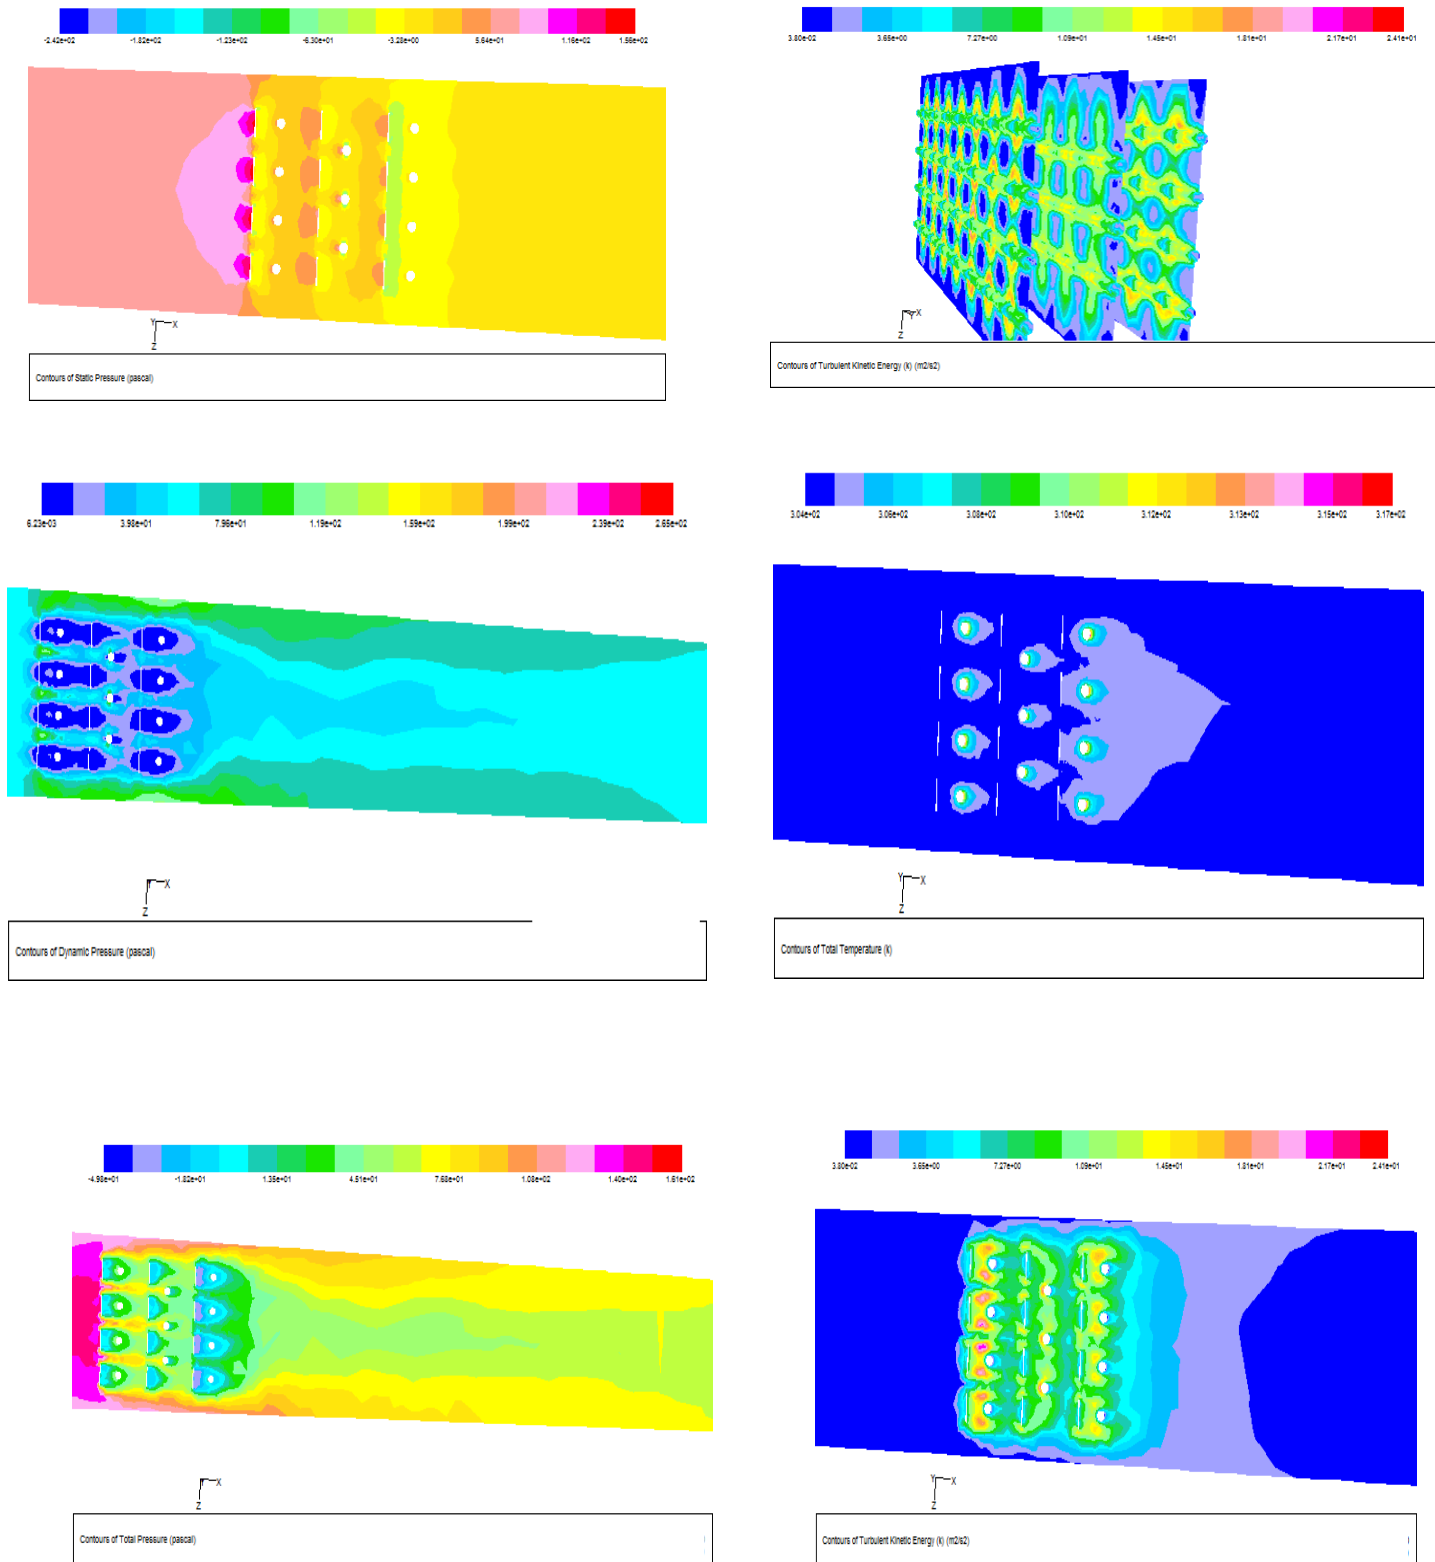 -2.42e+02 -1.82e+02 -1.23e+02 -6.30e+01 -3.28e+00 5.64e+01 1.16e+02 1.56e+02
3.80e-02 3.65e+00 7.27e+00 1.09e+01 1.45e+01 1.81e+01 2.17e+01 2.41e+01
Y X
Z
Contours of Static Pressure (pascal)
Y X
Z
Contours of Turbulent Kinetic Energy (k) (m2/s2)
6.23e-03 3.98e+01 7.96e+01 1.19e+02 1.59e+02 1.99e+02 2.39e+02 2.65e+02
3.04e+02 3.06e+02 3.08e+02 3.10e+02 3.12e+02 3.13e+02 3.15e+02 3.17e+02
Y X
Z
Contours of Dynamic Pressure (pascal)
Y X
Z
Contours of Total Temperature (k)
-4.98e+01 -1.82e+01 1.35e+01 4.51e+01 7.68e+01 1.08e+02 1.40e+02 1.61e+02
3.80e-02 3.65e+00 7.27e+00 1.09e+01 1.45e+01 1.81e+01 2.17e+01 2.41e+01
Y X
Z
Contours of Total Pressure (pascal)
Y X
Z
Contours of Turbulent Kinetic Energy (k) (m2/s2)